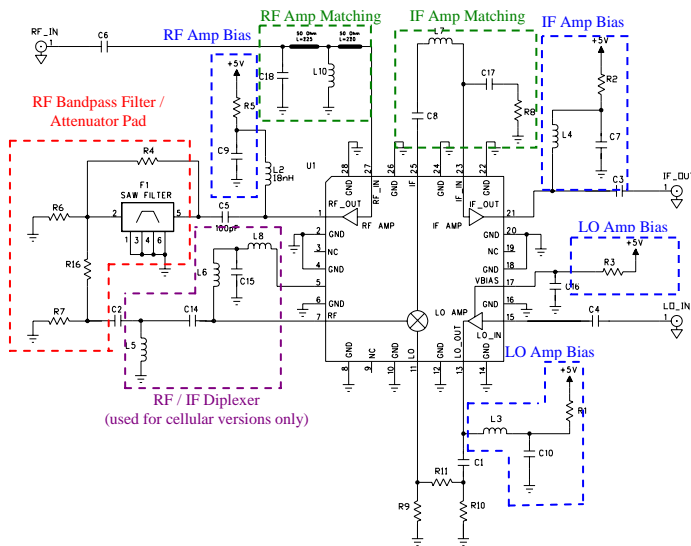 RF Amp Matching
IF Amp Matching
RF_IN
1
C6
RF Amp Bias
IF Amp Bias
50 Ohm
L=225
50 Ohm
L=220
L7
+5V
+5V
C18
L10
C17
R2
R5
R8
RF Bandpass Filter /
Attenuator Pad
C8
L4
C7
C9
R4
L2
18nH
U1
28
27
26
25
24
23
22
GND
RF_IN
GND
IF
GND
IF_IN
GND
F1
SAW FILTER
IF_OUT
C3
1
R6
2
5
C5
100pF
1
RF_OUT
RF AMP
IF_OUT
IF AMP
21
1
3
4
6
2
GND
GND
20
LO Amp Bias
3
NC
NC
19
+5V
L8
4
GND
GND
18
R3
R16
L6
C15
5
VBIAS
17
C16
6
GND
LO AMP
GND
16
C4
LO_IN
R7
C2
C14
7
RF
LO_IN
15
1
L5
GND
NC
GND
LO
GND
LO_OUT
GND
8
9
10
11
12
13
14
LO Amp Bias
RF / IF Diplexer
(used for cellular versions only)
+5V
L3
R1
C10
C1
R11
R9
R10